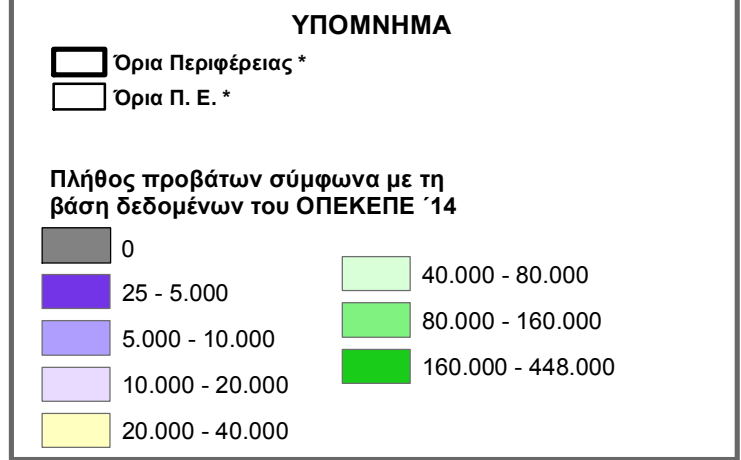 ΥΠΟΜΝΗΜΑ
Όρια Περιφέρειας *
Όρια Π. Ε. *
Πλήθος προβάτων σύμφωνα με τη
βάση δεδομένων του ΟΠΕΚΕΠΕ ΄14
0
25 - 5.000
5.000 - 10.000
10.000 - 20.000
20.000 - 40.000
40.000 - 80.000
80.000 - 160.000
160.000 - 448.000